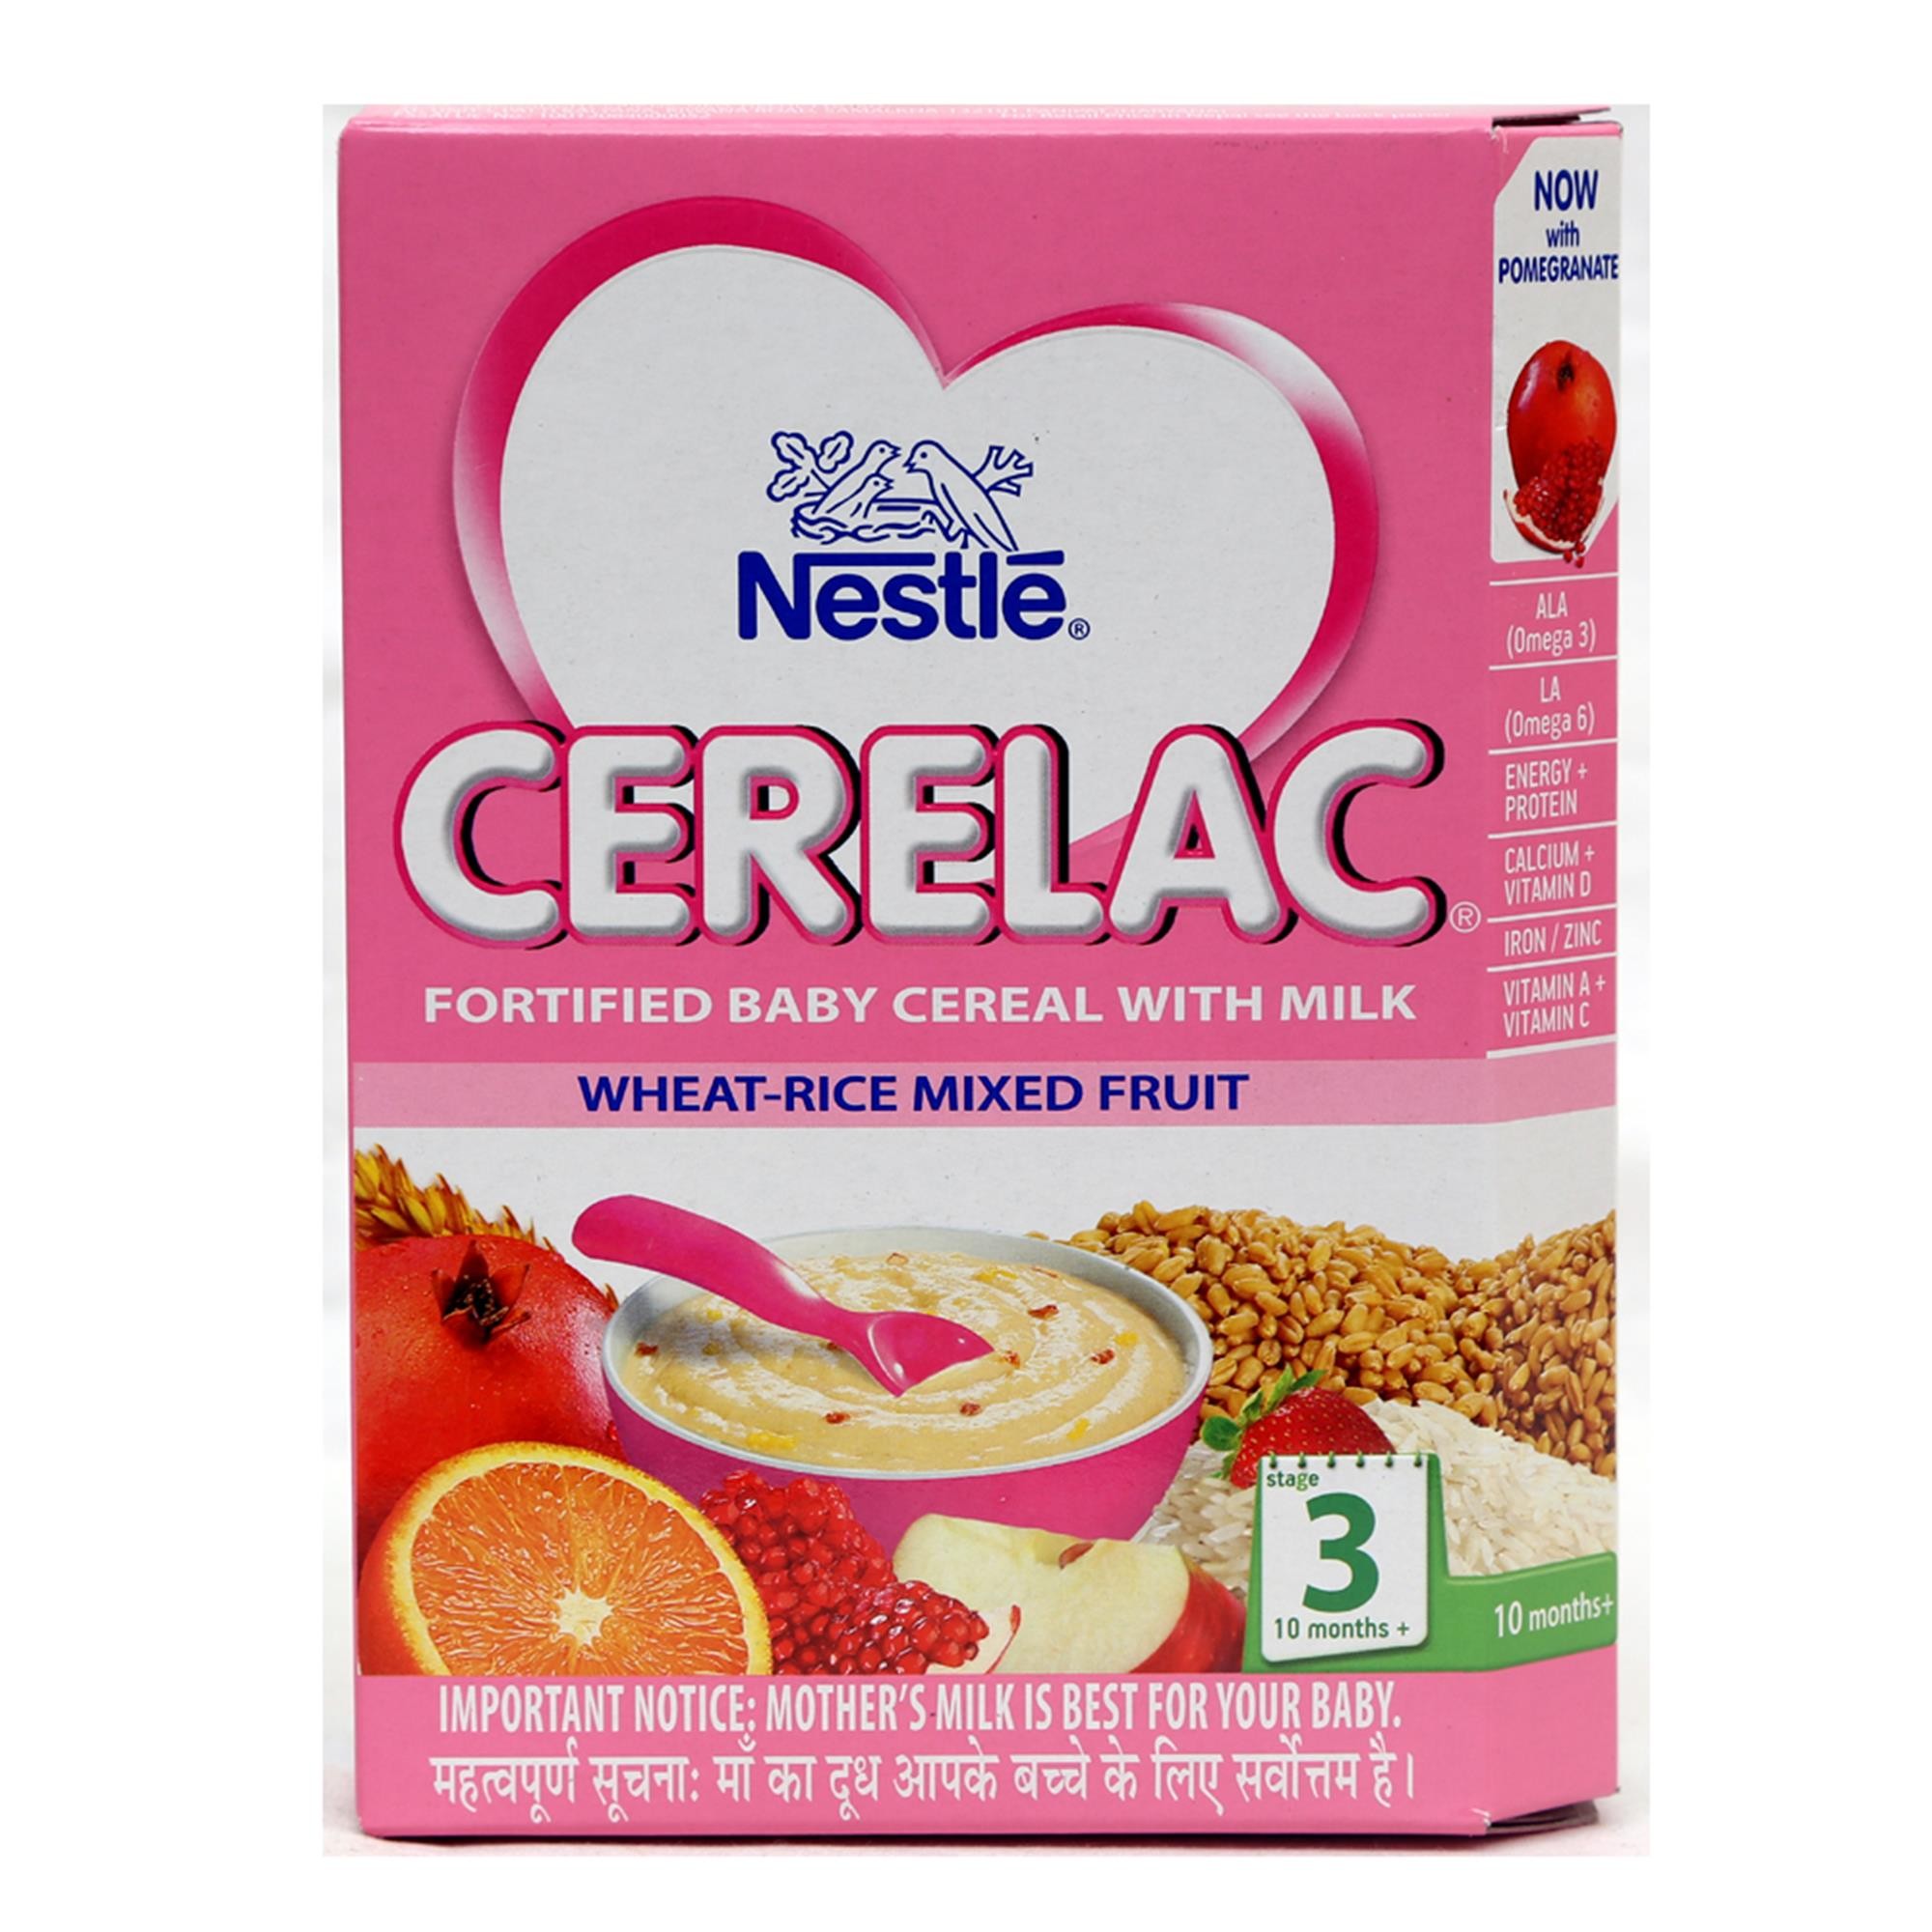 Nestlé®
CERELAC®
FORTIFIED BABY CEREAL WITH MILK
WHEAT-RICE MIXED FRUIT
stage
3
10 months +
IMPORTANT NOTICE: MOTHER'S MILK IS BEST FOR YOUR BABY.
महत्वपूर्ण सूचना: माँ का दूध आपके बच्चे के लिए सर्वोत्तम है।
NOW
with
POMEGRANATE
ALA
(Omega 3)
LA
(Omega 6)
ENERGY +
PROTEIN
CALCIUM +
VITAMIN D
IRON / ZINC
VITAMIN A +
VITAMIN C
10 months+